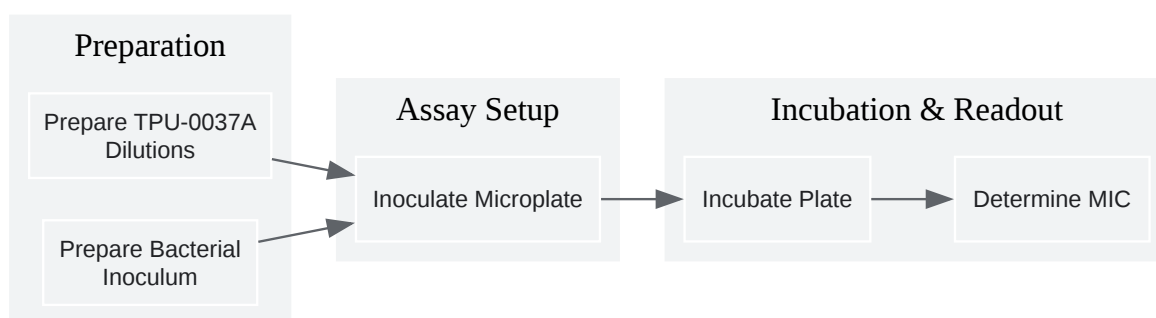 Preparation
Prepare TPU-0037A
Dilutions
Prepare Bacterial
Inoculum
Assay Setup
Inoculate Microplate
Incubation & Readout
Incubate Plate
Determine MIC